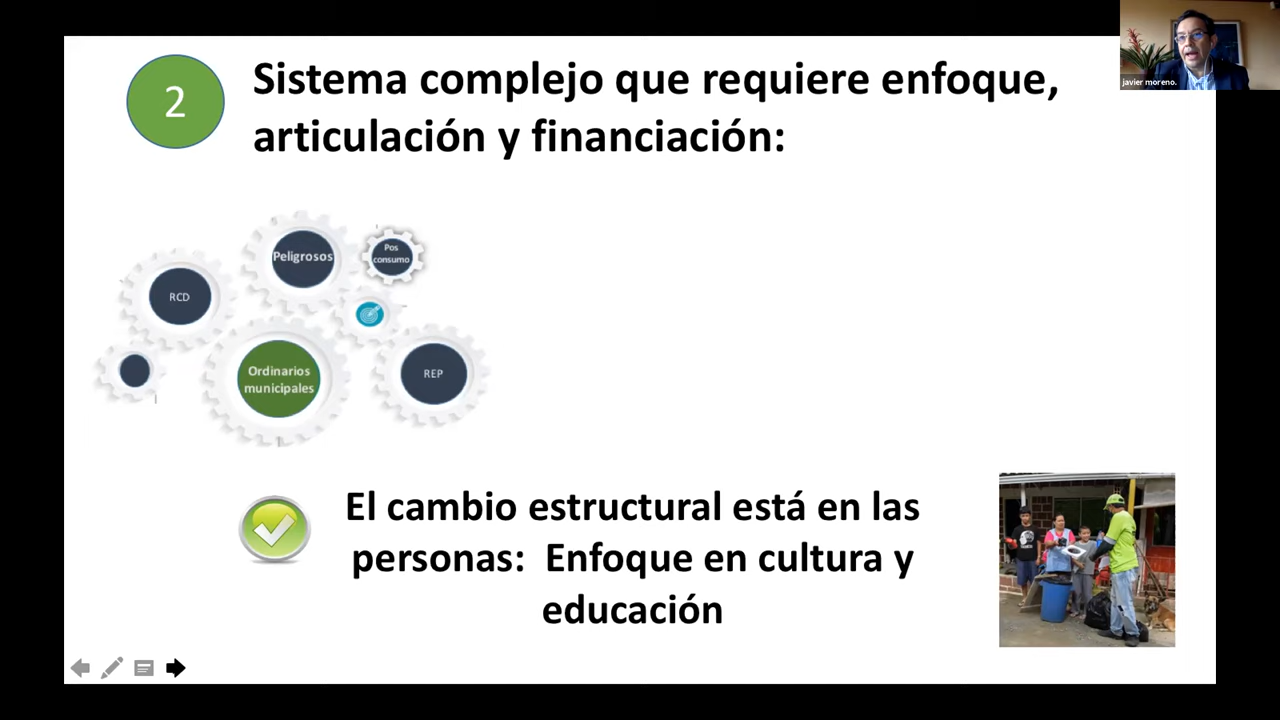 javier moreno.
2
Sistema complejo que requiere enfoque,
articulación y financiación:
Peligrosos
Pos
consumo
RCD
Ordinarios
municipales
REP
El cambio estructural está en las
personas: Enfoque en cultura y
educación